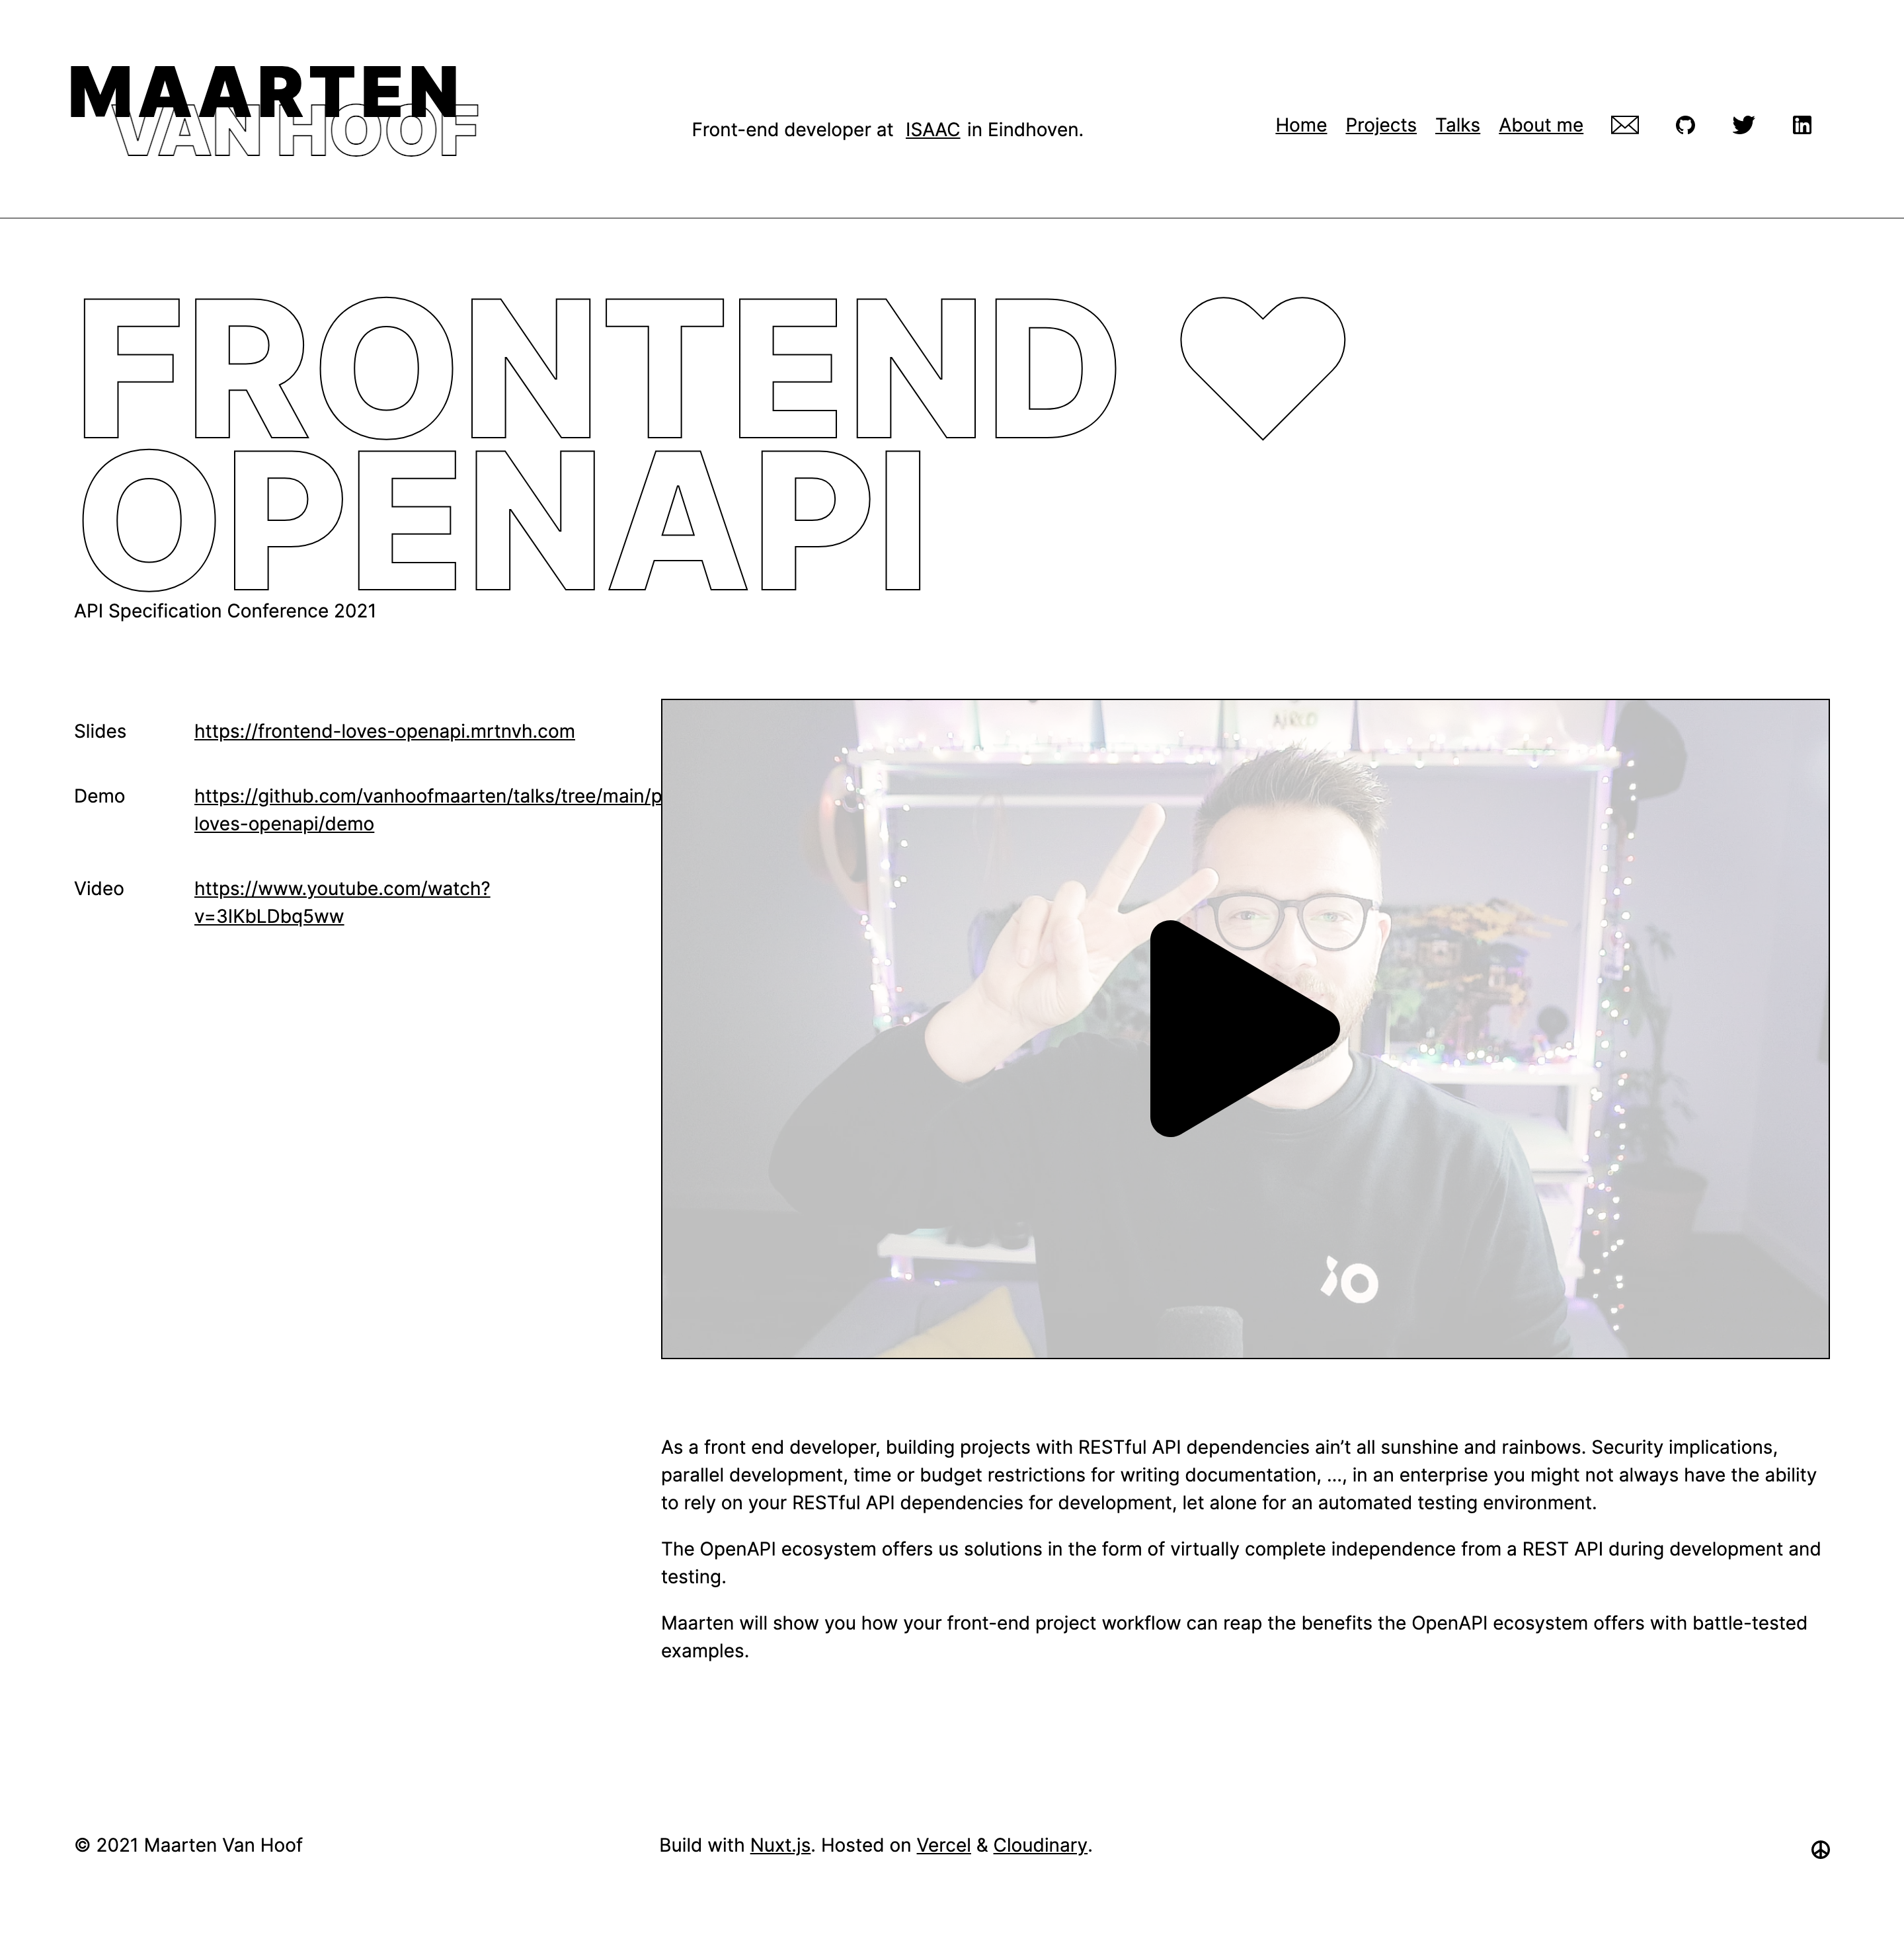 MAARTEN
VAN HOOF
Front-end developer at ISAAC in Eindhoven.
Home Projects Talks About me
FRONTEND
OPENAPI
API Specification Conference 2021
Slides https://frontend-loves-openapi.mrtnvh.com
Demo https://github.com/vanhoofmaarten/talks/tree/main/p
loves-openapi/demo
Video https://www.youtube.com/watch?
v=3IKbLDbq5ww
As a front end developer, building projects with RESTful API dependencies ain’t all sunshine and rainbows. Security implications,
parallel development, time or budget restrictions for writing documentation, ..., in an enterprise you might not always have the ability
to rely on your RESTful API dependencies for development, let alone for an automated testing environment.
The OpenAPI ecosystem offers us solutions in the form of virtually complete independence from a REST API during development and
testing.
Maarten will show you how your front-end project workflow can reap the benefits the OpenAPI ecosystem offers with battle-tested
examples.
© 2021 Maarten Van Hoof
Build with Nuxt.js. Hosted on Vercel & Cloudinary.